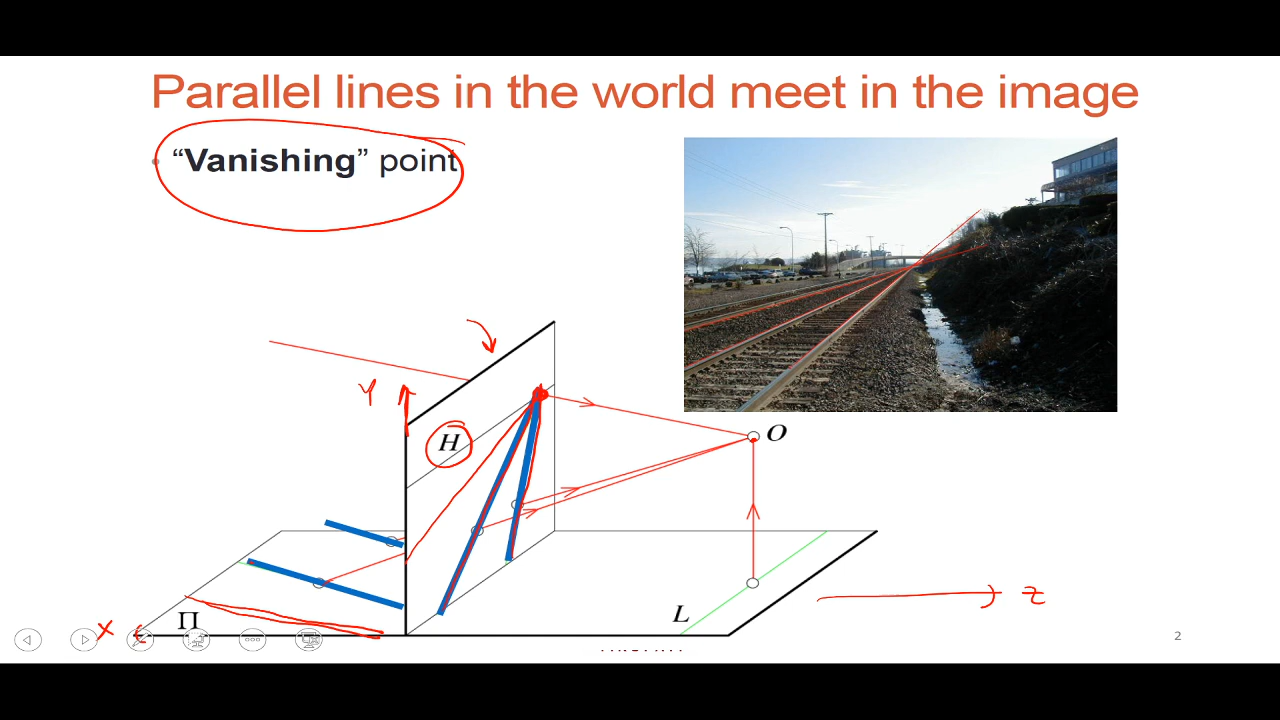 Parallel lines in the world meet in the image
• “Vanishing” point
Y
H
O
Π
L
X
Z
2